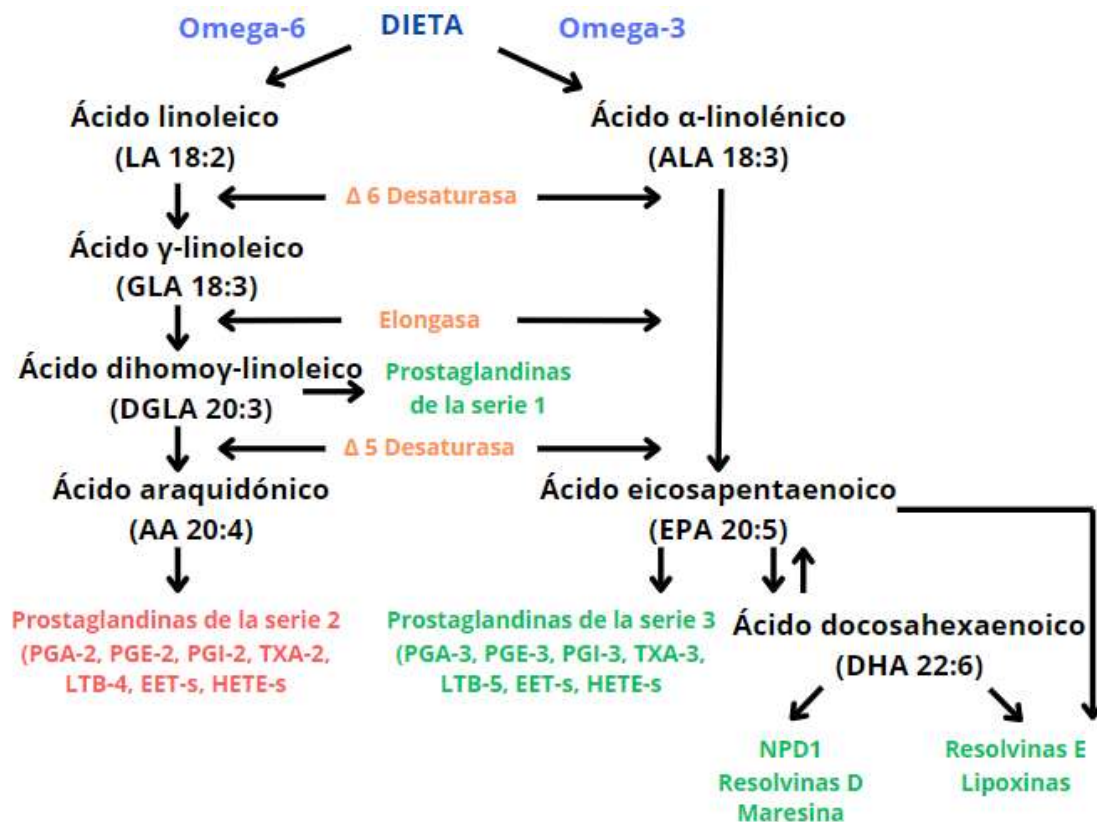 Omega-6
DIETA
Omega-3
Ácido linoleico
(LA 18:2)
Ácido α-linolénico
(ALA 18:3)
Δ 6 Desaturasa
Ácido γ-linoleico
(GLA 18:3)
Elongasa
Ácido dihomoγ-linoleico
(DGLA 20:3)
Prostaglandinas
de la serie 1
Δ 5 Desaturasa
Ácido araquidónico
(AA 20:4)
Ácido eicosapentaenoico
(EPA 20:5)
Prostaglandinas de la serie 2
(PGA-2, PGE-2, PGI-2, TXA-2,
LTB-4, EET-s, HETE-s
Prostaglandinas de la serie 3
(PGA-3, PGE-3, PGI-3, TXA-3,
LTB-5, EET-s, HETE-s
Ácido docosahexaenoico
(DHA 22:6)
NPD1
Resolvinas D
Maresina
Resolvinas E
Lipoxinas